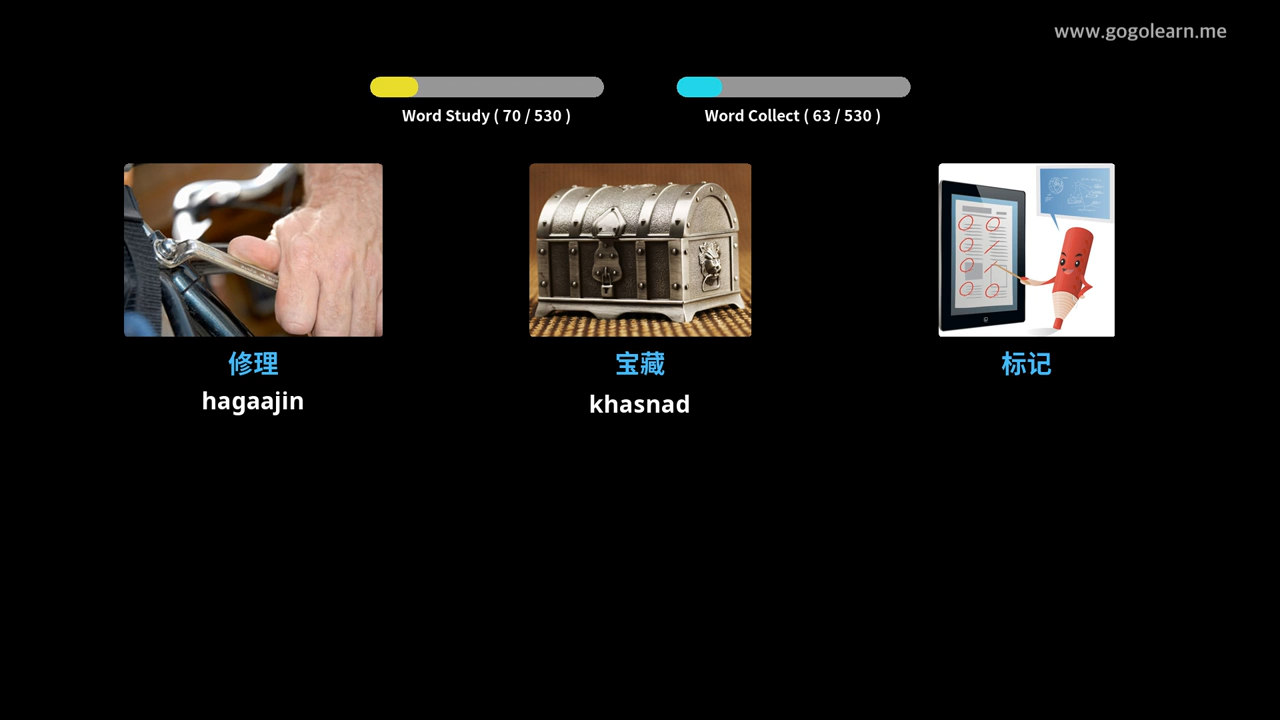 www.gogolearn.me
Word Study ( 70 / 530 )
Word Collect ( 63 / 530 )
修理
宝藏
标记
hagaajin
khasnad